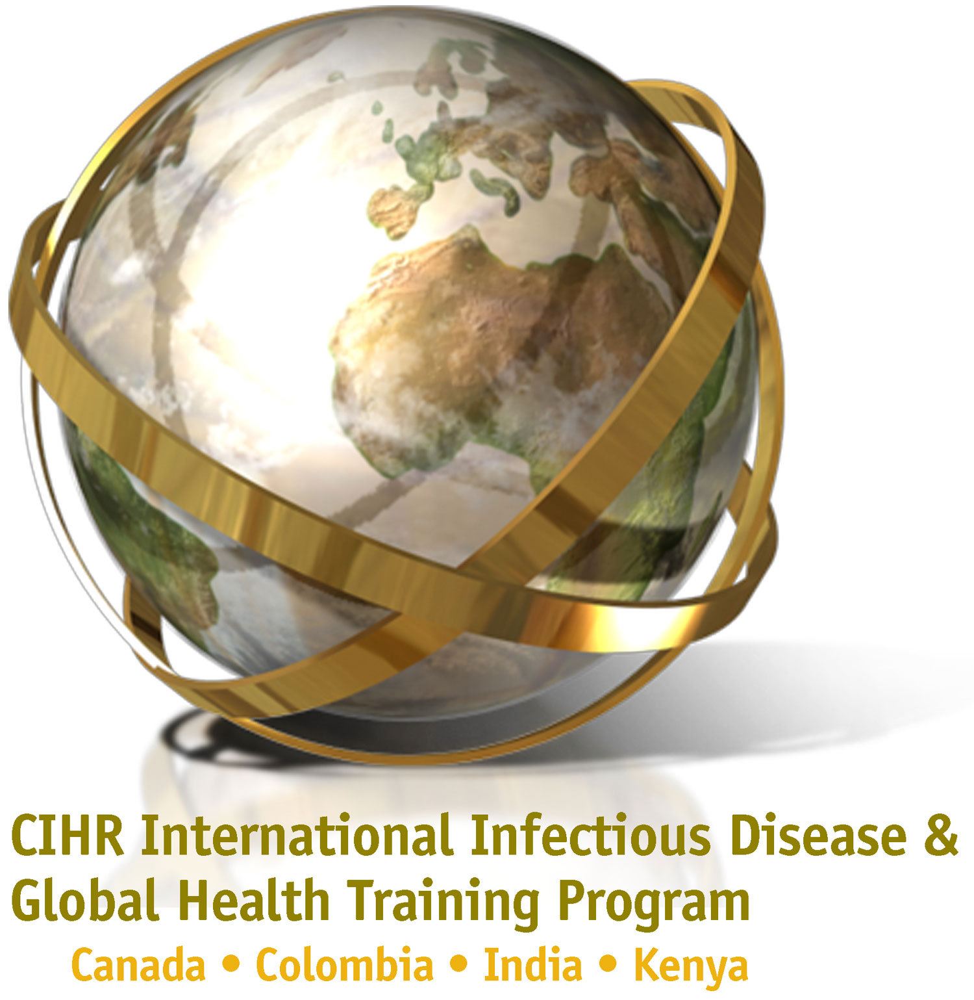 CIHR International Infectious Disease &
Global Health Training Program
Canada • Colombia • India • Kenya